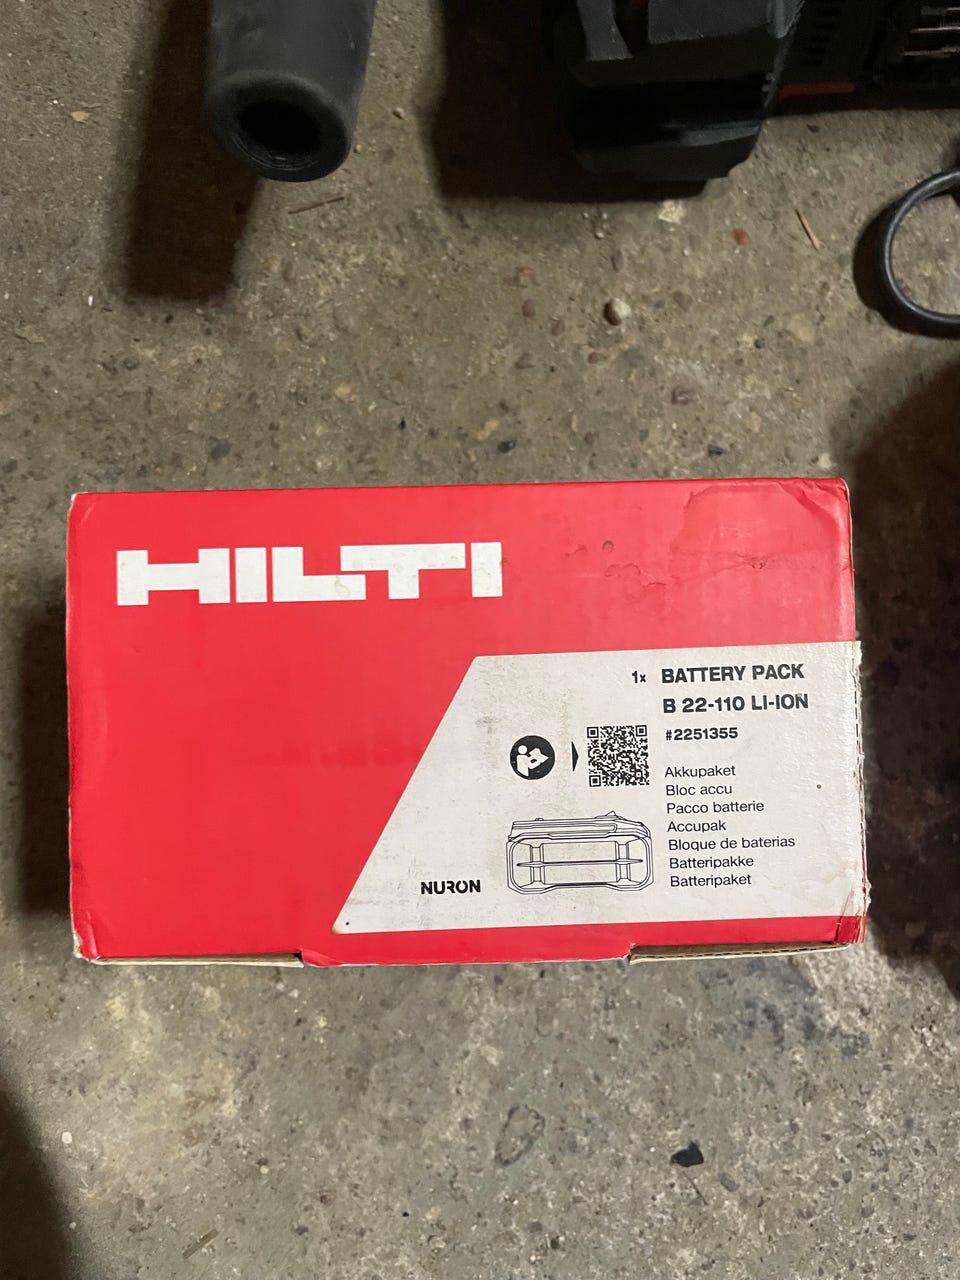 HILTI
1x BATTERY PACK
B 22-110 LI-ION
#2251355
Akkupaket
Bloc accu
Pacco batterie
Accupak
Bloque de baterias
Batteripakke
Batteripaket
NURON